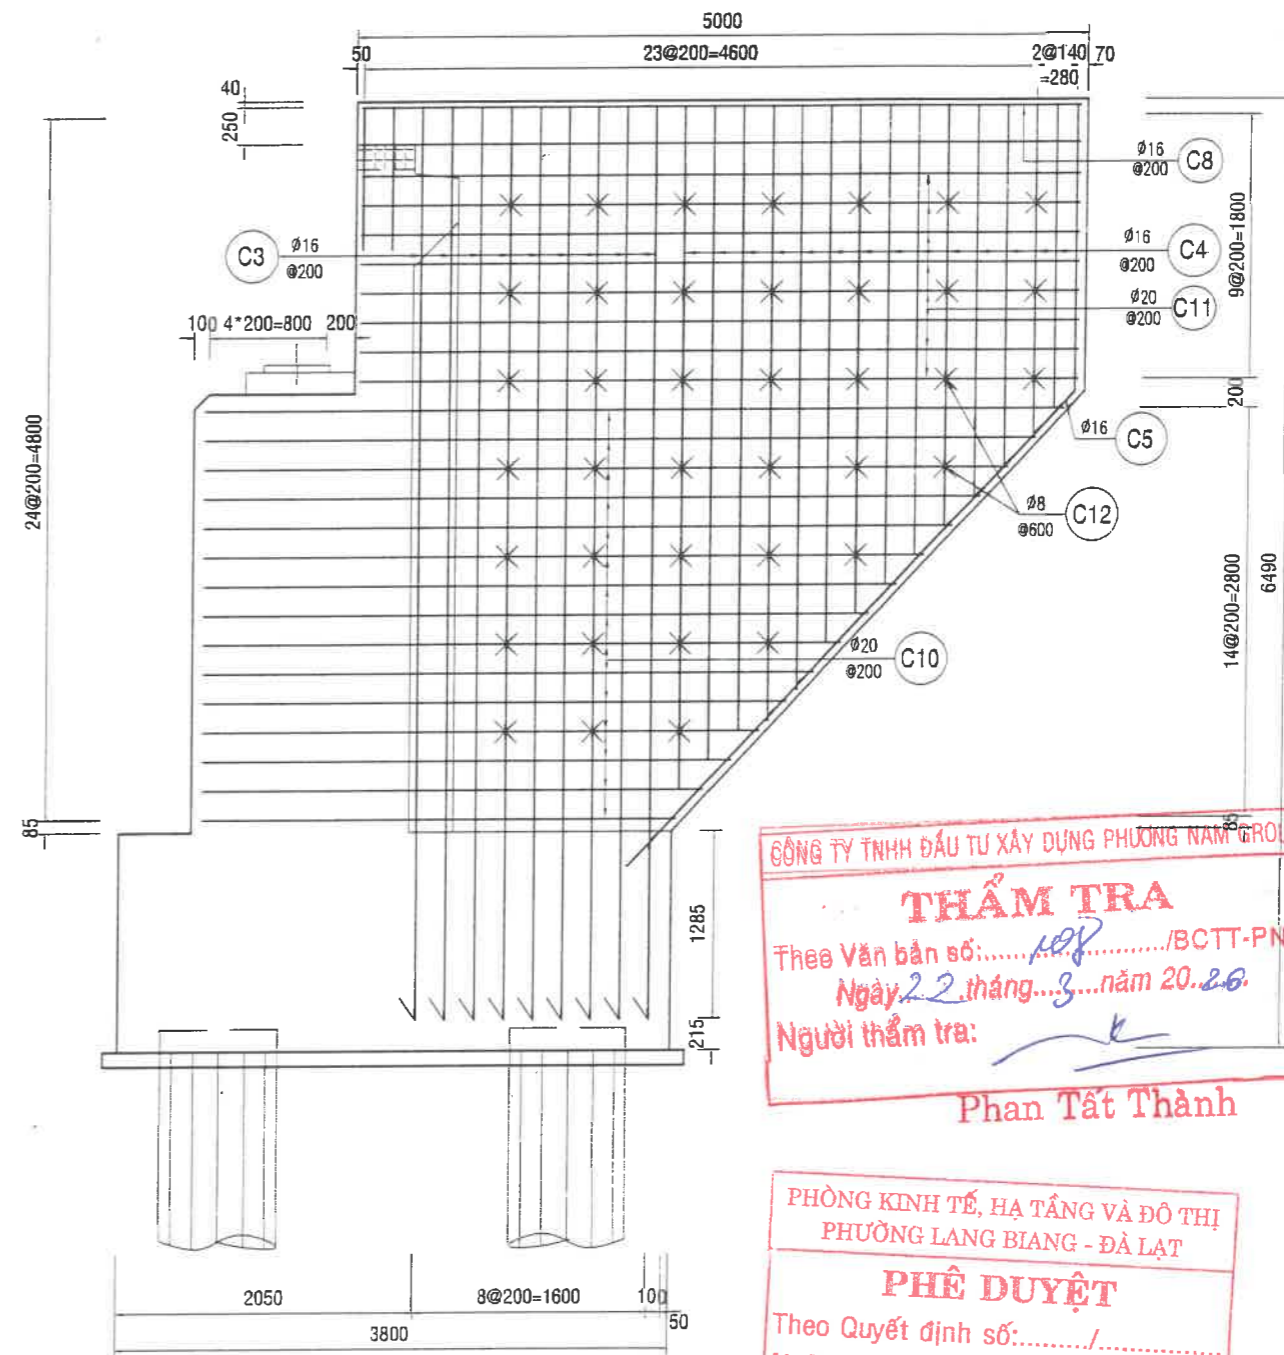 5000
50
23@200=4600
2@140
70
=280
40
250
Ø16
@200
C8
C3
Ø16
@200
Ø16
@200
C4
9@200=1800
Ø20
@200
C11
100 4*200=800 200
200
Ø16
C5
24@200=4800
Ø8
@600
C12
14@200=2800
6490
Ø20
@200
C10
85
85
1285
215
CÔNG TY TNHH ĐẦU TƯ XÂY DỰNG PHƯƠNG NAM GROU
THẨM TRA
Theo Văn bản số:..................../BCTT-PN
Ngày 22 tháng 3 năm 20 26
Người thẩm tra:
Phan Tất Thành
PHÒNG KINH TẾ, HẠ TẦNG VÀ ĐÔ THỊ
PHƯỜNG LANG BIANG - ĐÀ LẠT
PHÊ DUYỆT
Theo Quyết định số:........./................
2050
8@200=1600
100
50
3800